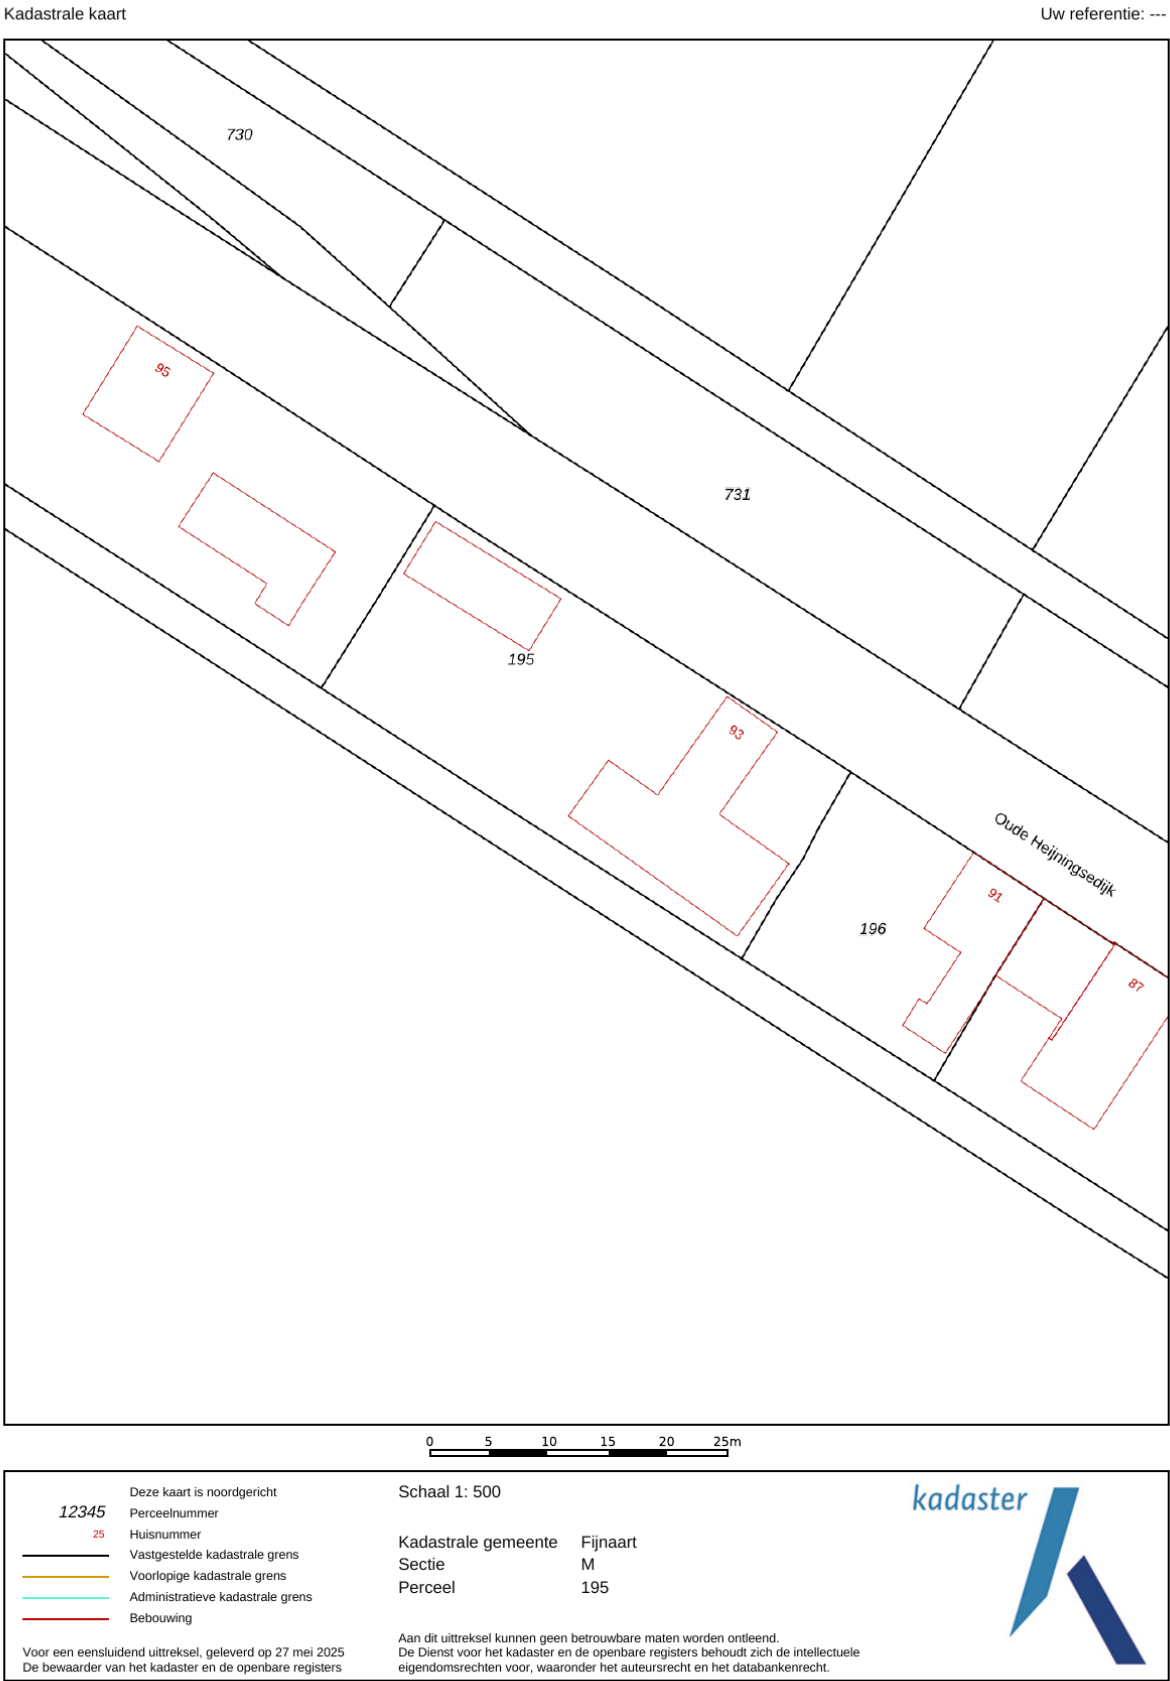 Kadastrale kaart
Uw referentie: ---
730
95
731
195
93
Oude Heijningsedijk
91
196
87
0 5 10 15 20 25m
Deze kaart is noordgericht
12345 Perceelnummer
25 Huisnummer
Vastgestelde kadastrale grens
Voorlopige kadastrale grens
Administratieve kadastrale grens
Bebouwing
Voor een eensluidend uittreksel, geleverd op 27 mei 2025
De bewaarder van het kadaster en de openbare registers
Schaal 1: 500
Kadastrale gemeente Fijnaart
Sectie M
Perceel 195
Aan dit uittreksel kunnen geen betrouwbare maten worden ontleend.
De Dienst voor het kadaster en de openbare registers behoudt zich de intellectuele
eigendomsrechten voor, waaronder het auteursrecht en het databankenrecht.
kadaster